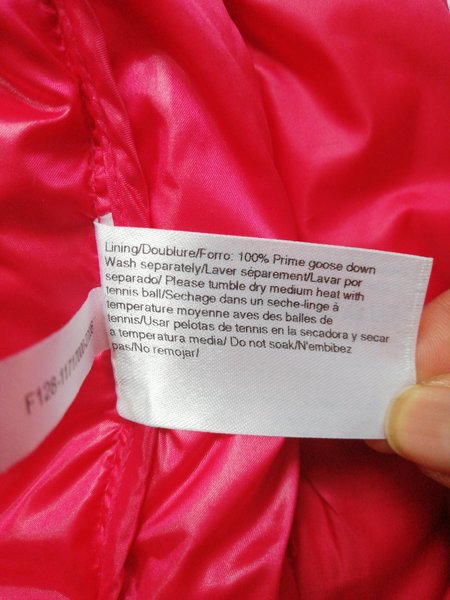 Lining/Doublure/Forro: 100% Prime goose down
Wash separately/Laver séparement/Lavar por
separado/ Please tumble dry medium heat with
tennis ball/Sechage dans un seche-linge à
temperature moyenne aves des balles de
tennis/Usar pelotas de tennis en la secadora y secar
a temperatura media/ Do not soak/N'embibez
pas/No remojar/